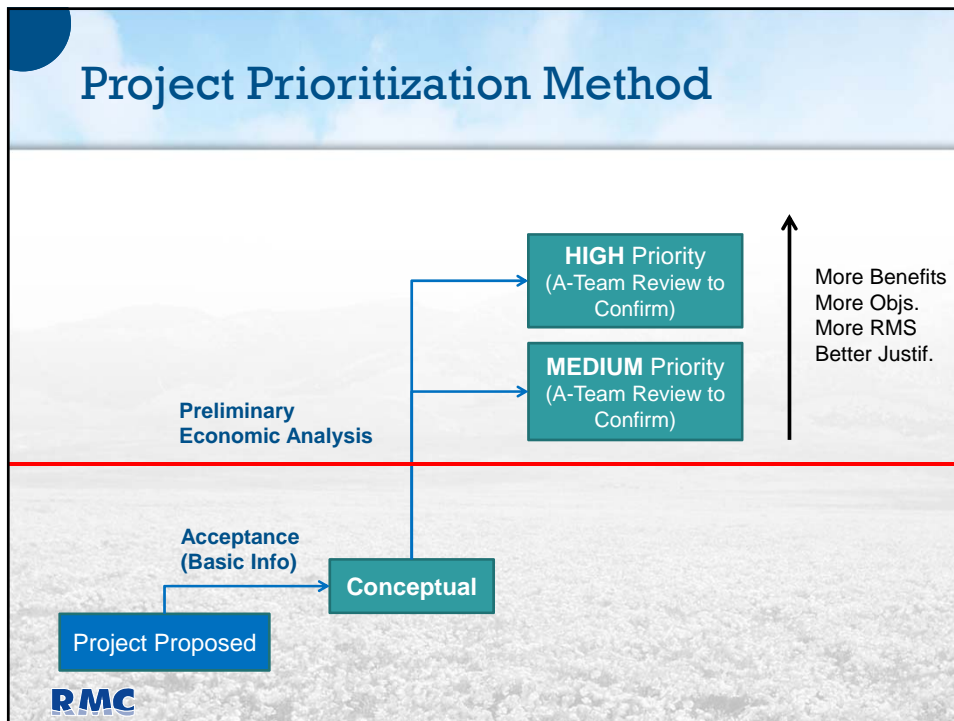 Project Prioritization Method
HIGH Priority
(A-Team Review to
Confirm)
More Benefits
More Objs.
More RMS
Better Justif.
MEDIUM Priority
(A-Team Review to
Confirm)
Preliminary
Economic Analysis
Acceptance
(Basic Info)
Conceptual
Project Proposed
RMC